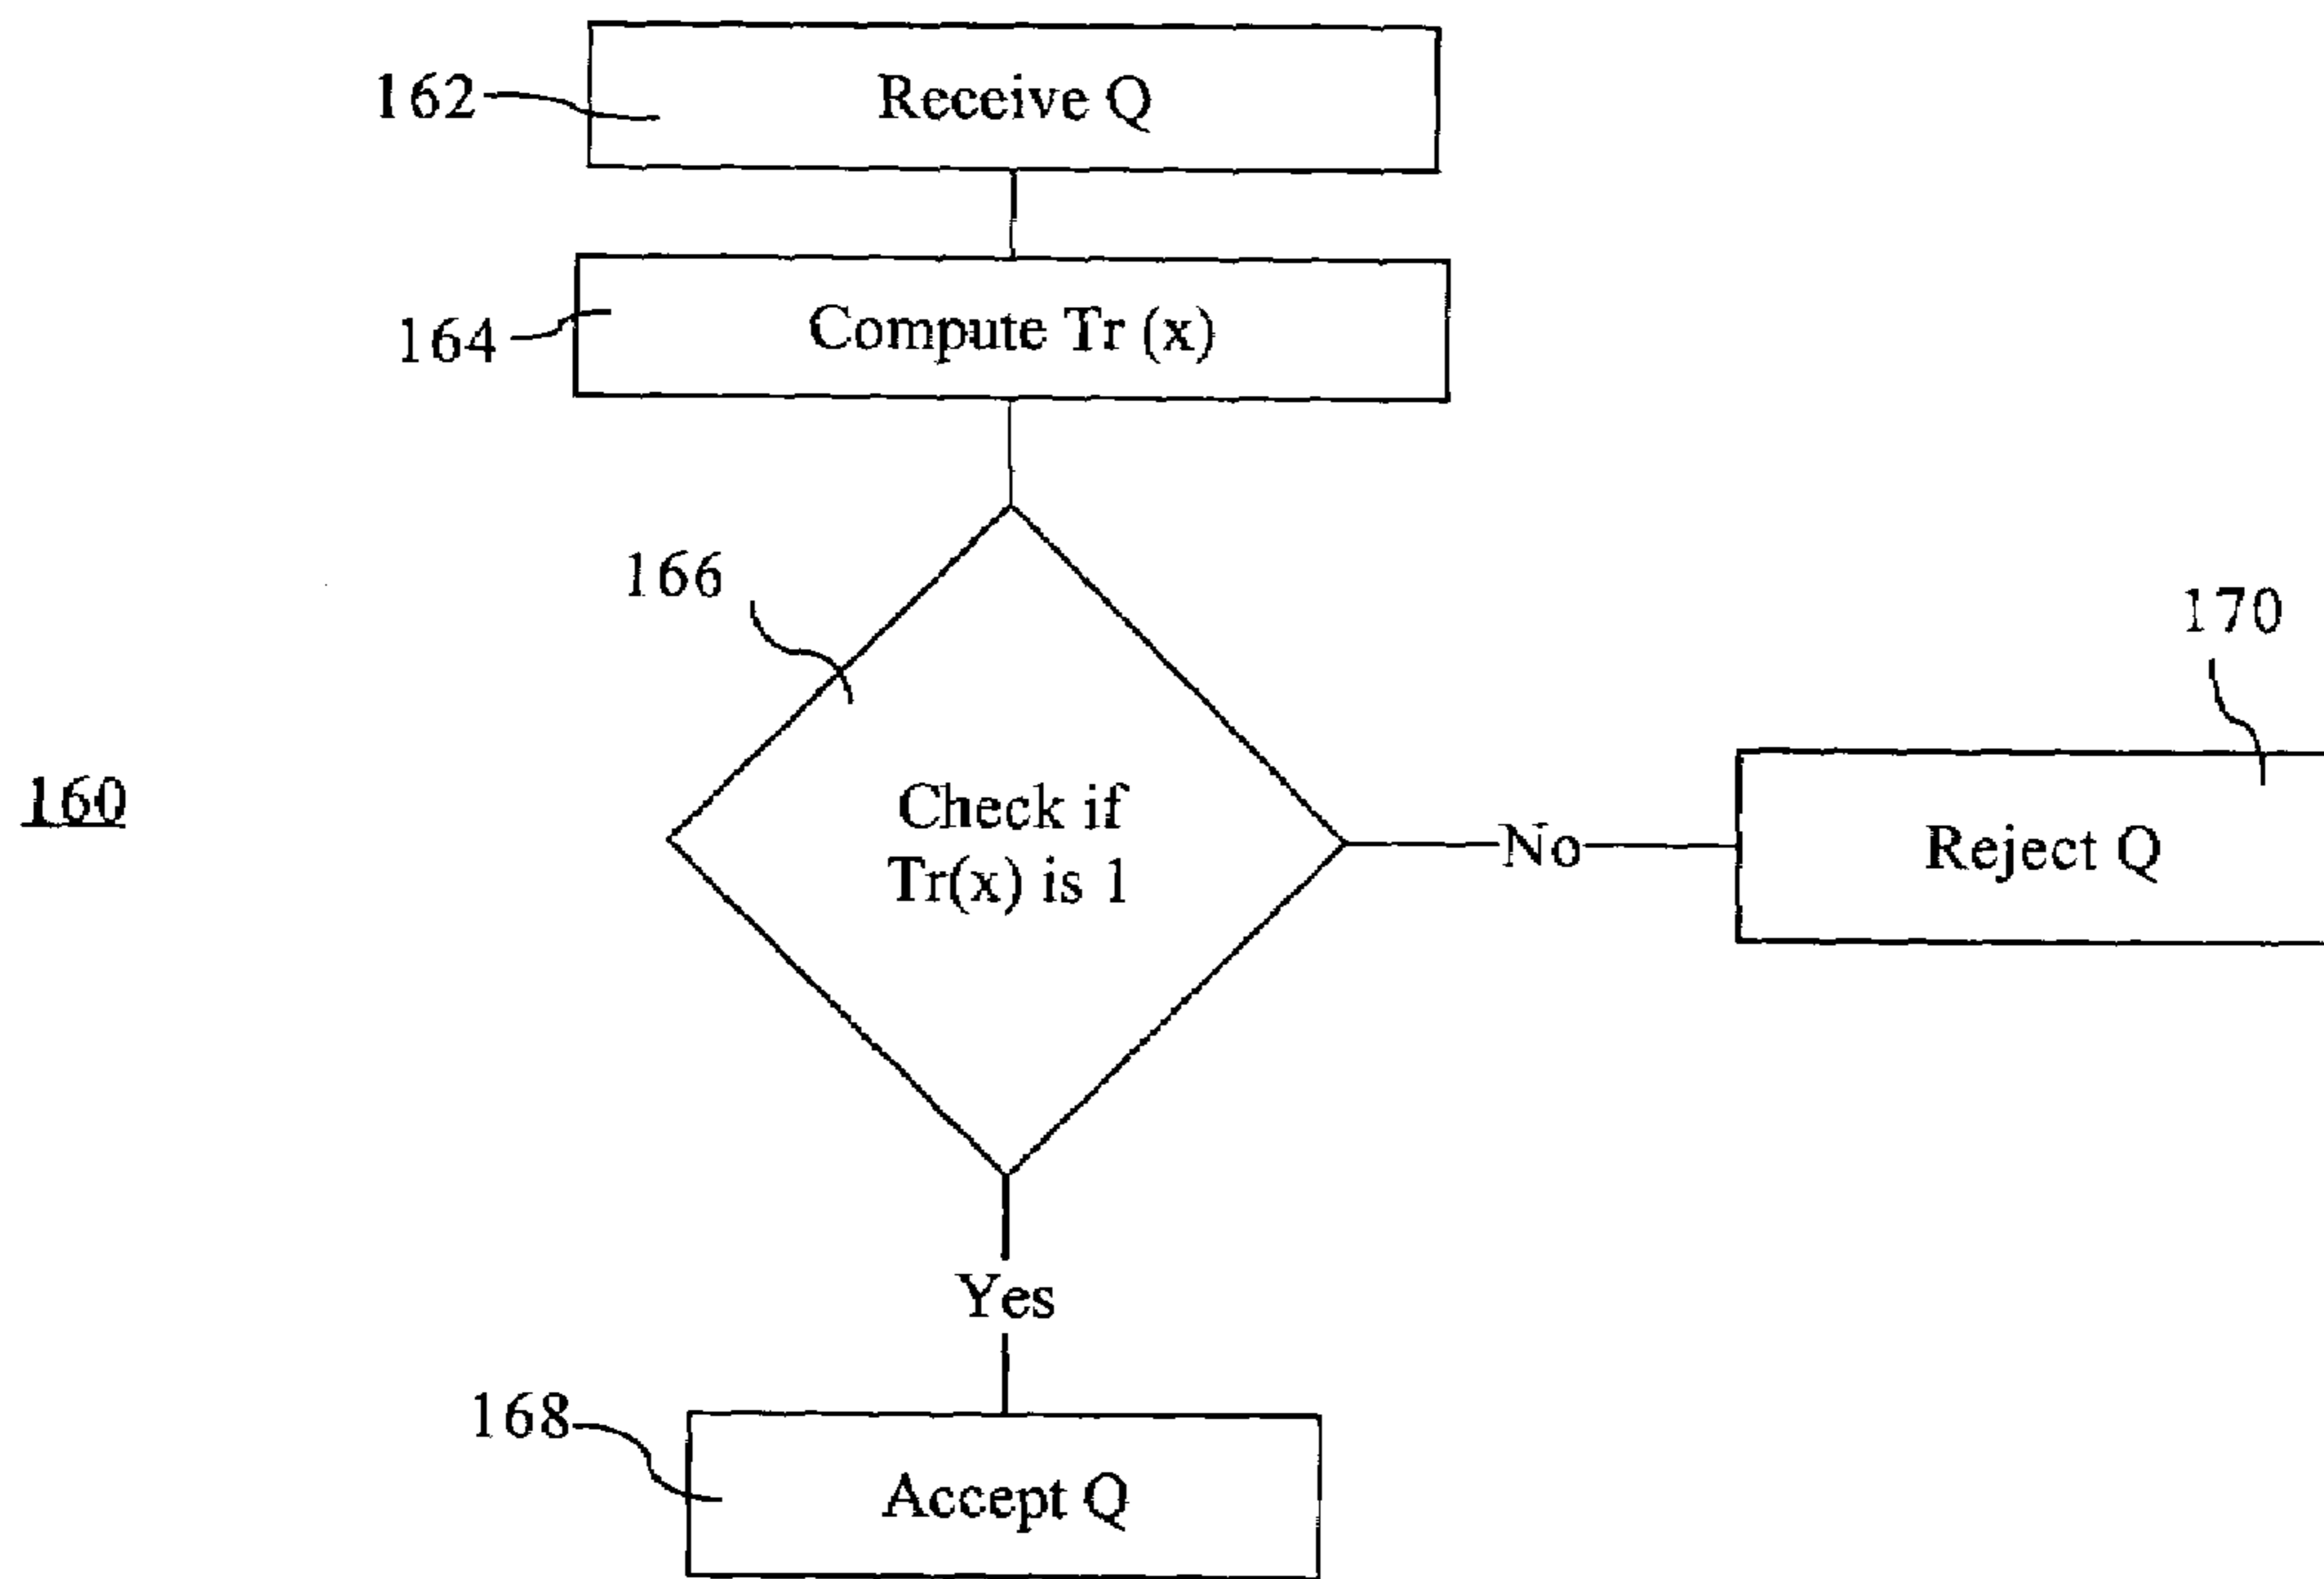 162
Receive Q
164
Compute Tr (x)
166
170
160
Check if
Tr(x) is 1
No
Reject Q
Yes
168
Accept Q